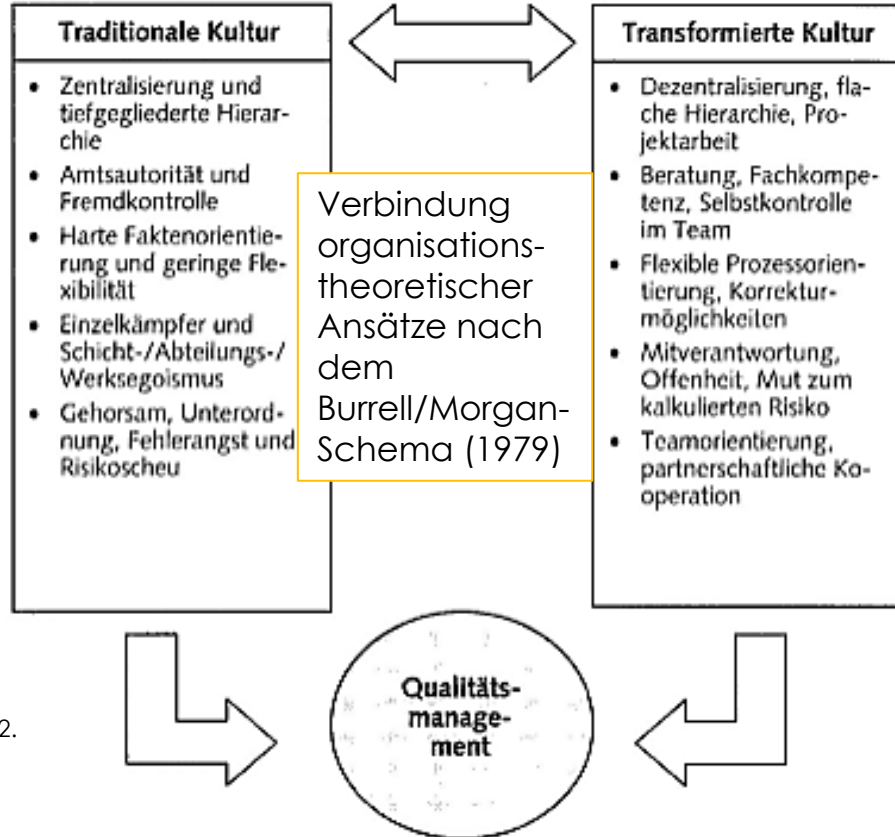 Traditionale Kultur
• Zentralisierung und
tiefgegliederte Hierar-
chie
• Amtsautorität und
Fremdkontrolle
• Harte Faktenorientie-
rung und geringe Fle-
xibilität
• Einzelkämpfer und
Schicht-/Abteilungs-/
Werksegoismus
• Gehorsam, Unterord-
nung, Fehlerangst und
Risikoscheu
Verbindung
organisations-
theoretischer
Ansätze nach
dem
Burrell/Morgan-
Schema (1979)
Transformierte Kultur
• Dezentralisierung, fla-
che Hierarchie, Pro-
jektarbeit
• Beratung, Fachkompe-
tenz, Selbstkontrolle
im Team
• Flexible Prozessorien-
tierung, Korrektur-
möglichkeiten
• Mitverantwortung,
Offenheit, Mut zum
kalkulierten Risiko
• Teamorientierung,
partnerschaftliche Ko-
operation
Qualitäts-
manage-
ment
2.